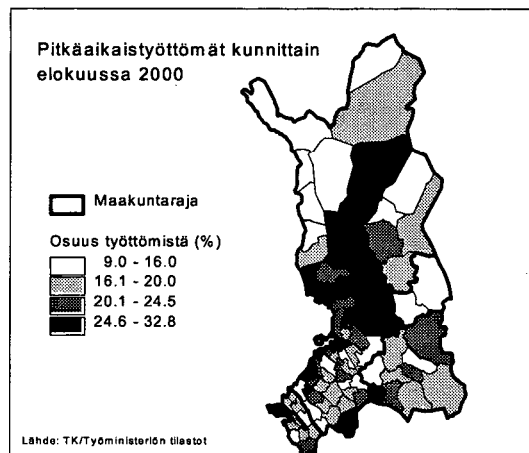 Pitkäaikaistyöttömät kunnittain
elokuussa 2000
Maakuntaraja
Osuus työttömistä (%)
9.0 - 16.0
16.1 - 20.0
20.1 - 24.5
24.6 - 32.8
Lähde: TK/Työministeriön tilastot